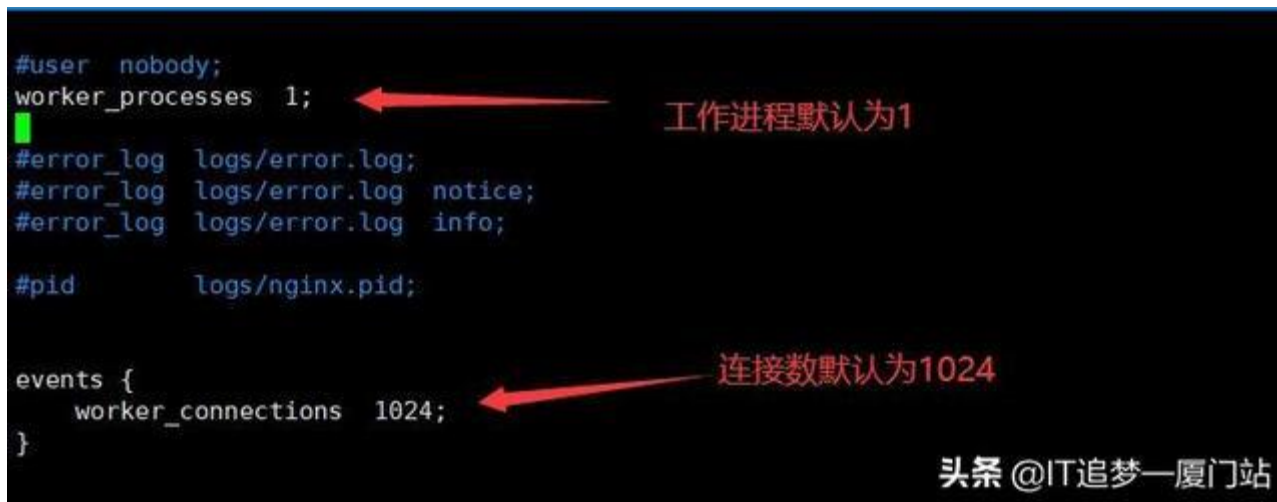 #user  nobody;
worker_processes  1;
工作进程默认为1
#error_log  logs/error.log;
#error_log  logs/error.log  notice;
#error_log  logs/error.log  info;
#pid        logs/nginx.pid;
events {
连接数默认为1024
    worker_connections  1024;
}
头条 @IT追梦一厦门站